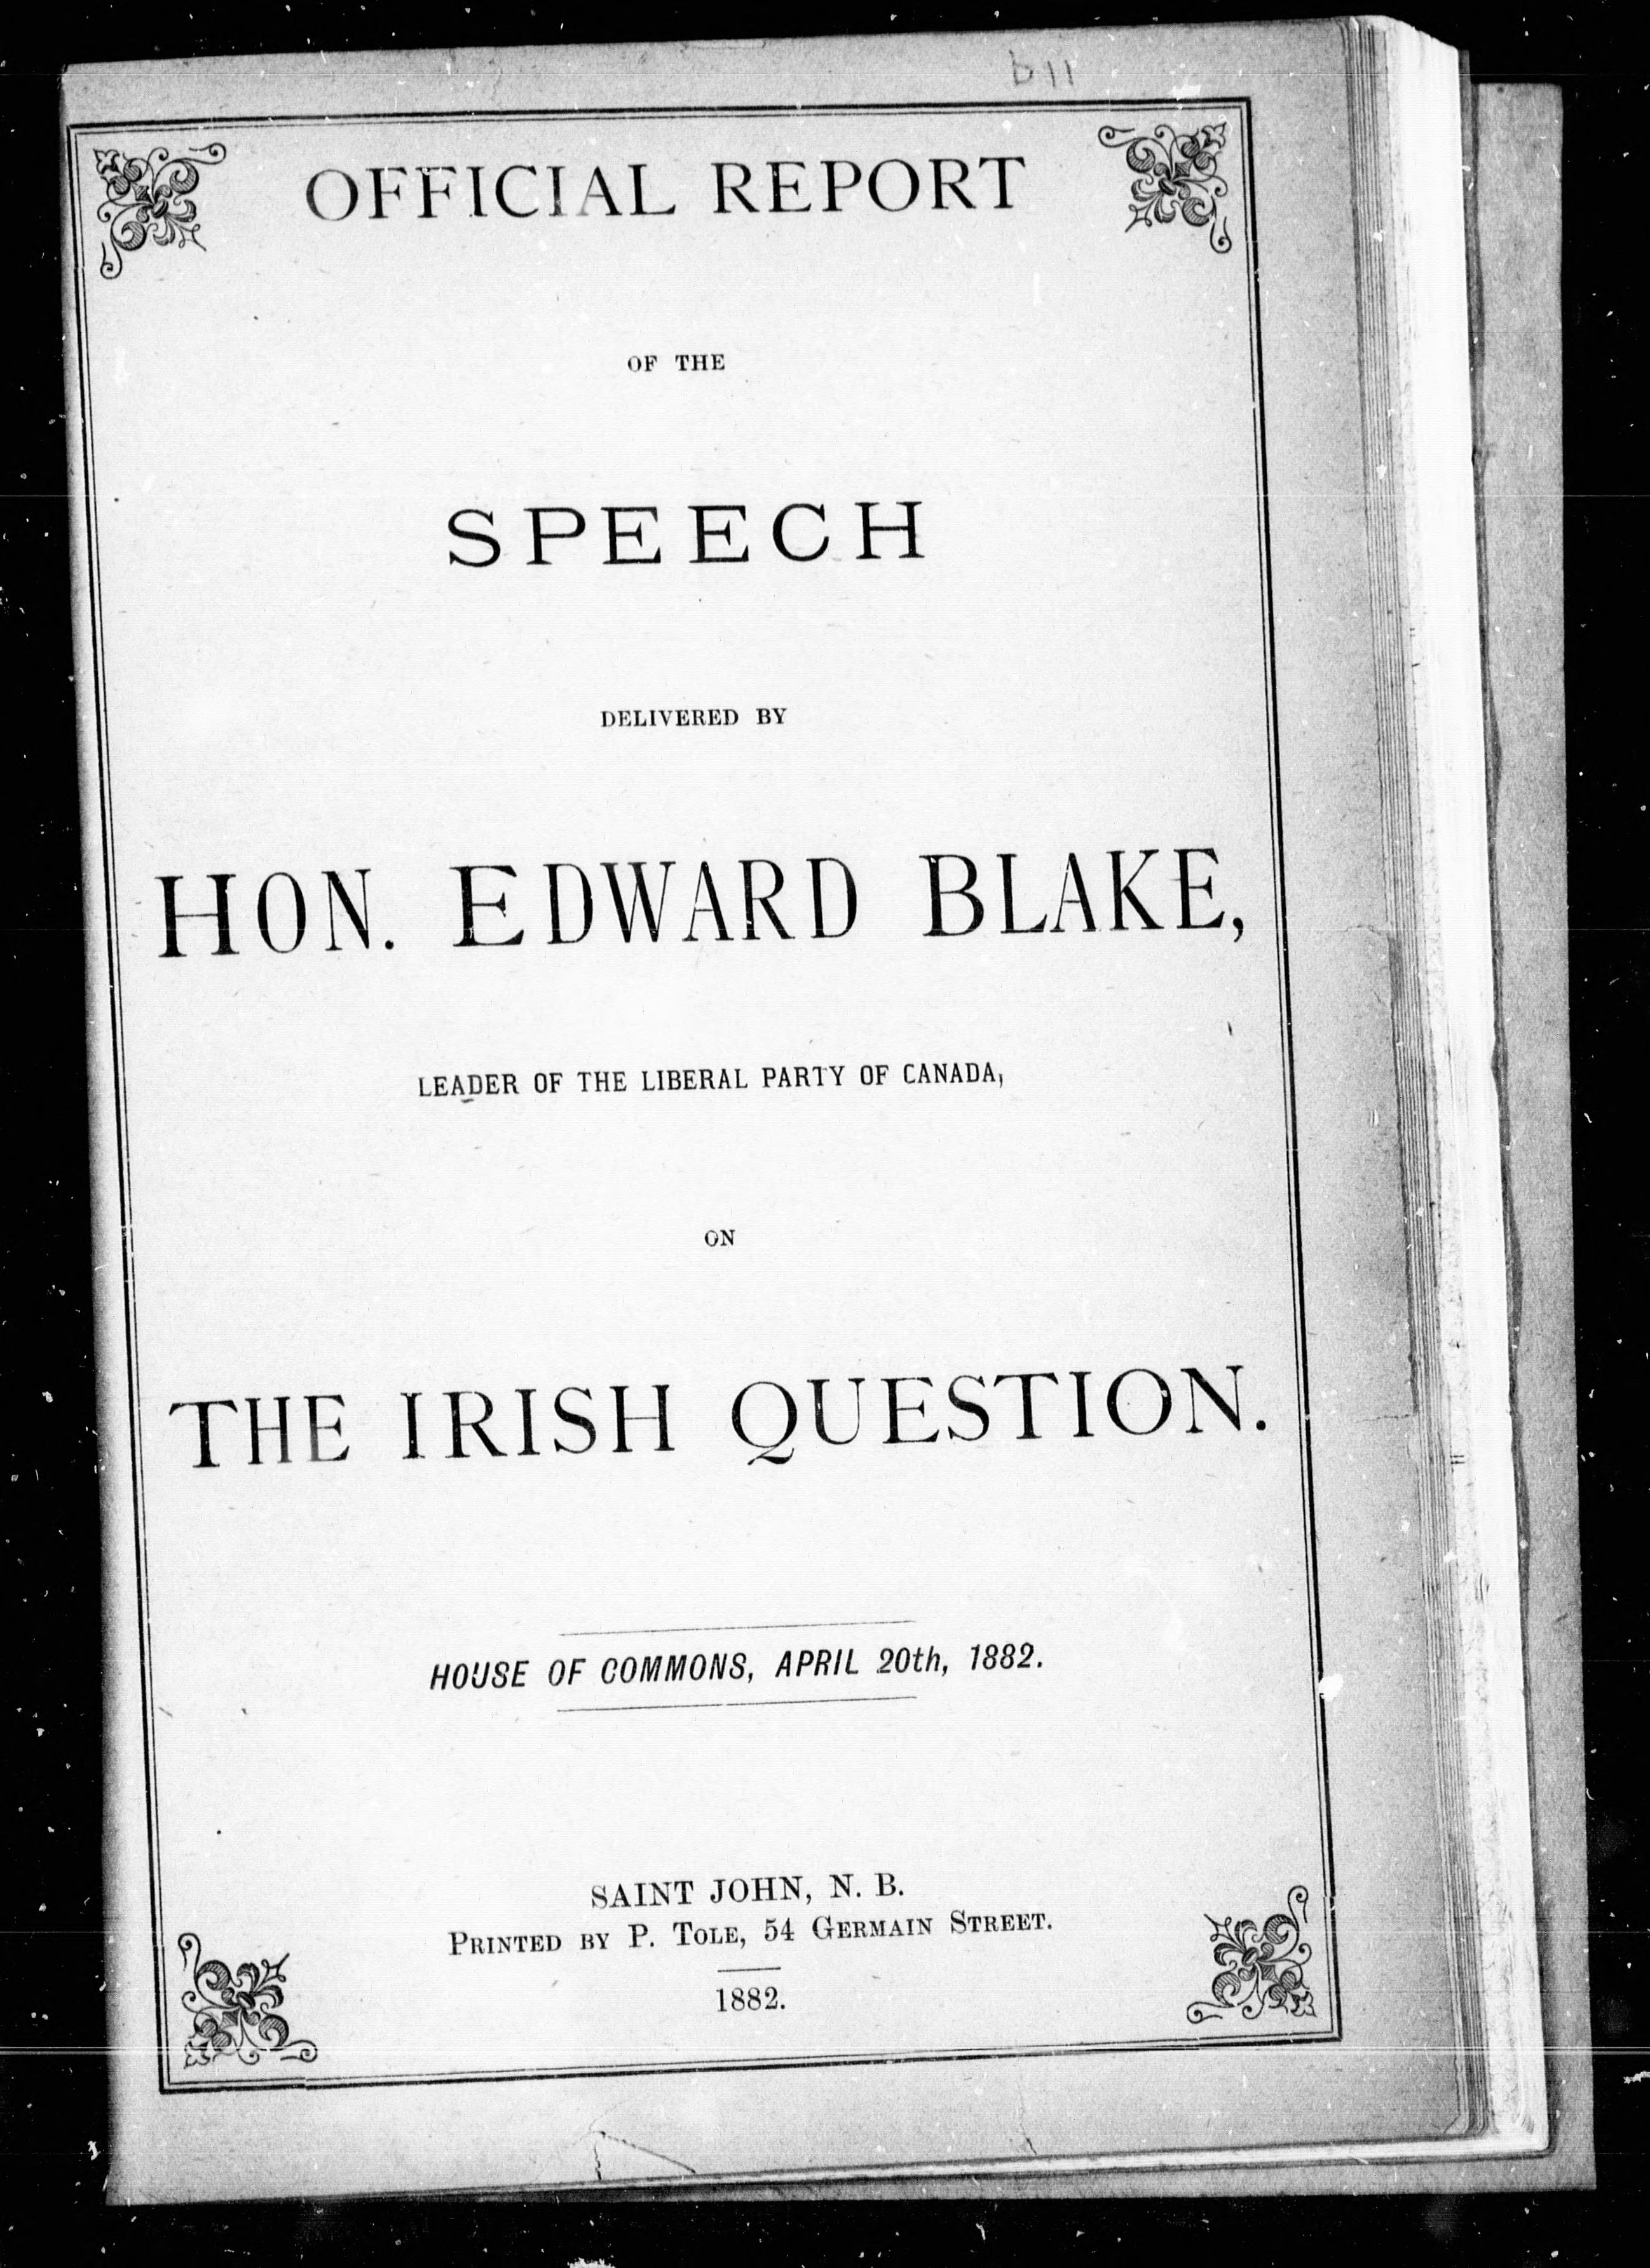 OFFICIAL REPORT
OF THE
SPEECH
DELIVERED BY
HON. EDWARD BLAKE,
LEADER OF THE LIBERAL PARTY OF CANADA,
ON
THE IRISH QUESTION.
HOUSE OF COMMONS, APRIL 20th, 1882.
SAINT JOHN, N. B.
PRINTED BY P. TOLE, 54 GERMAIN STREET.
1882.